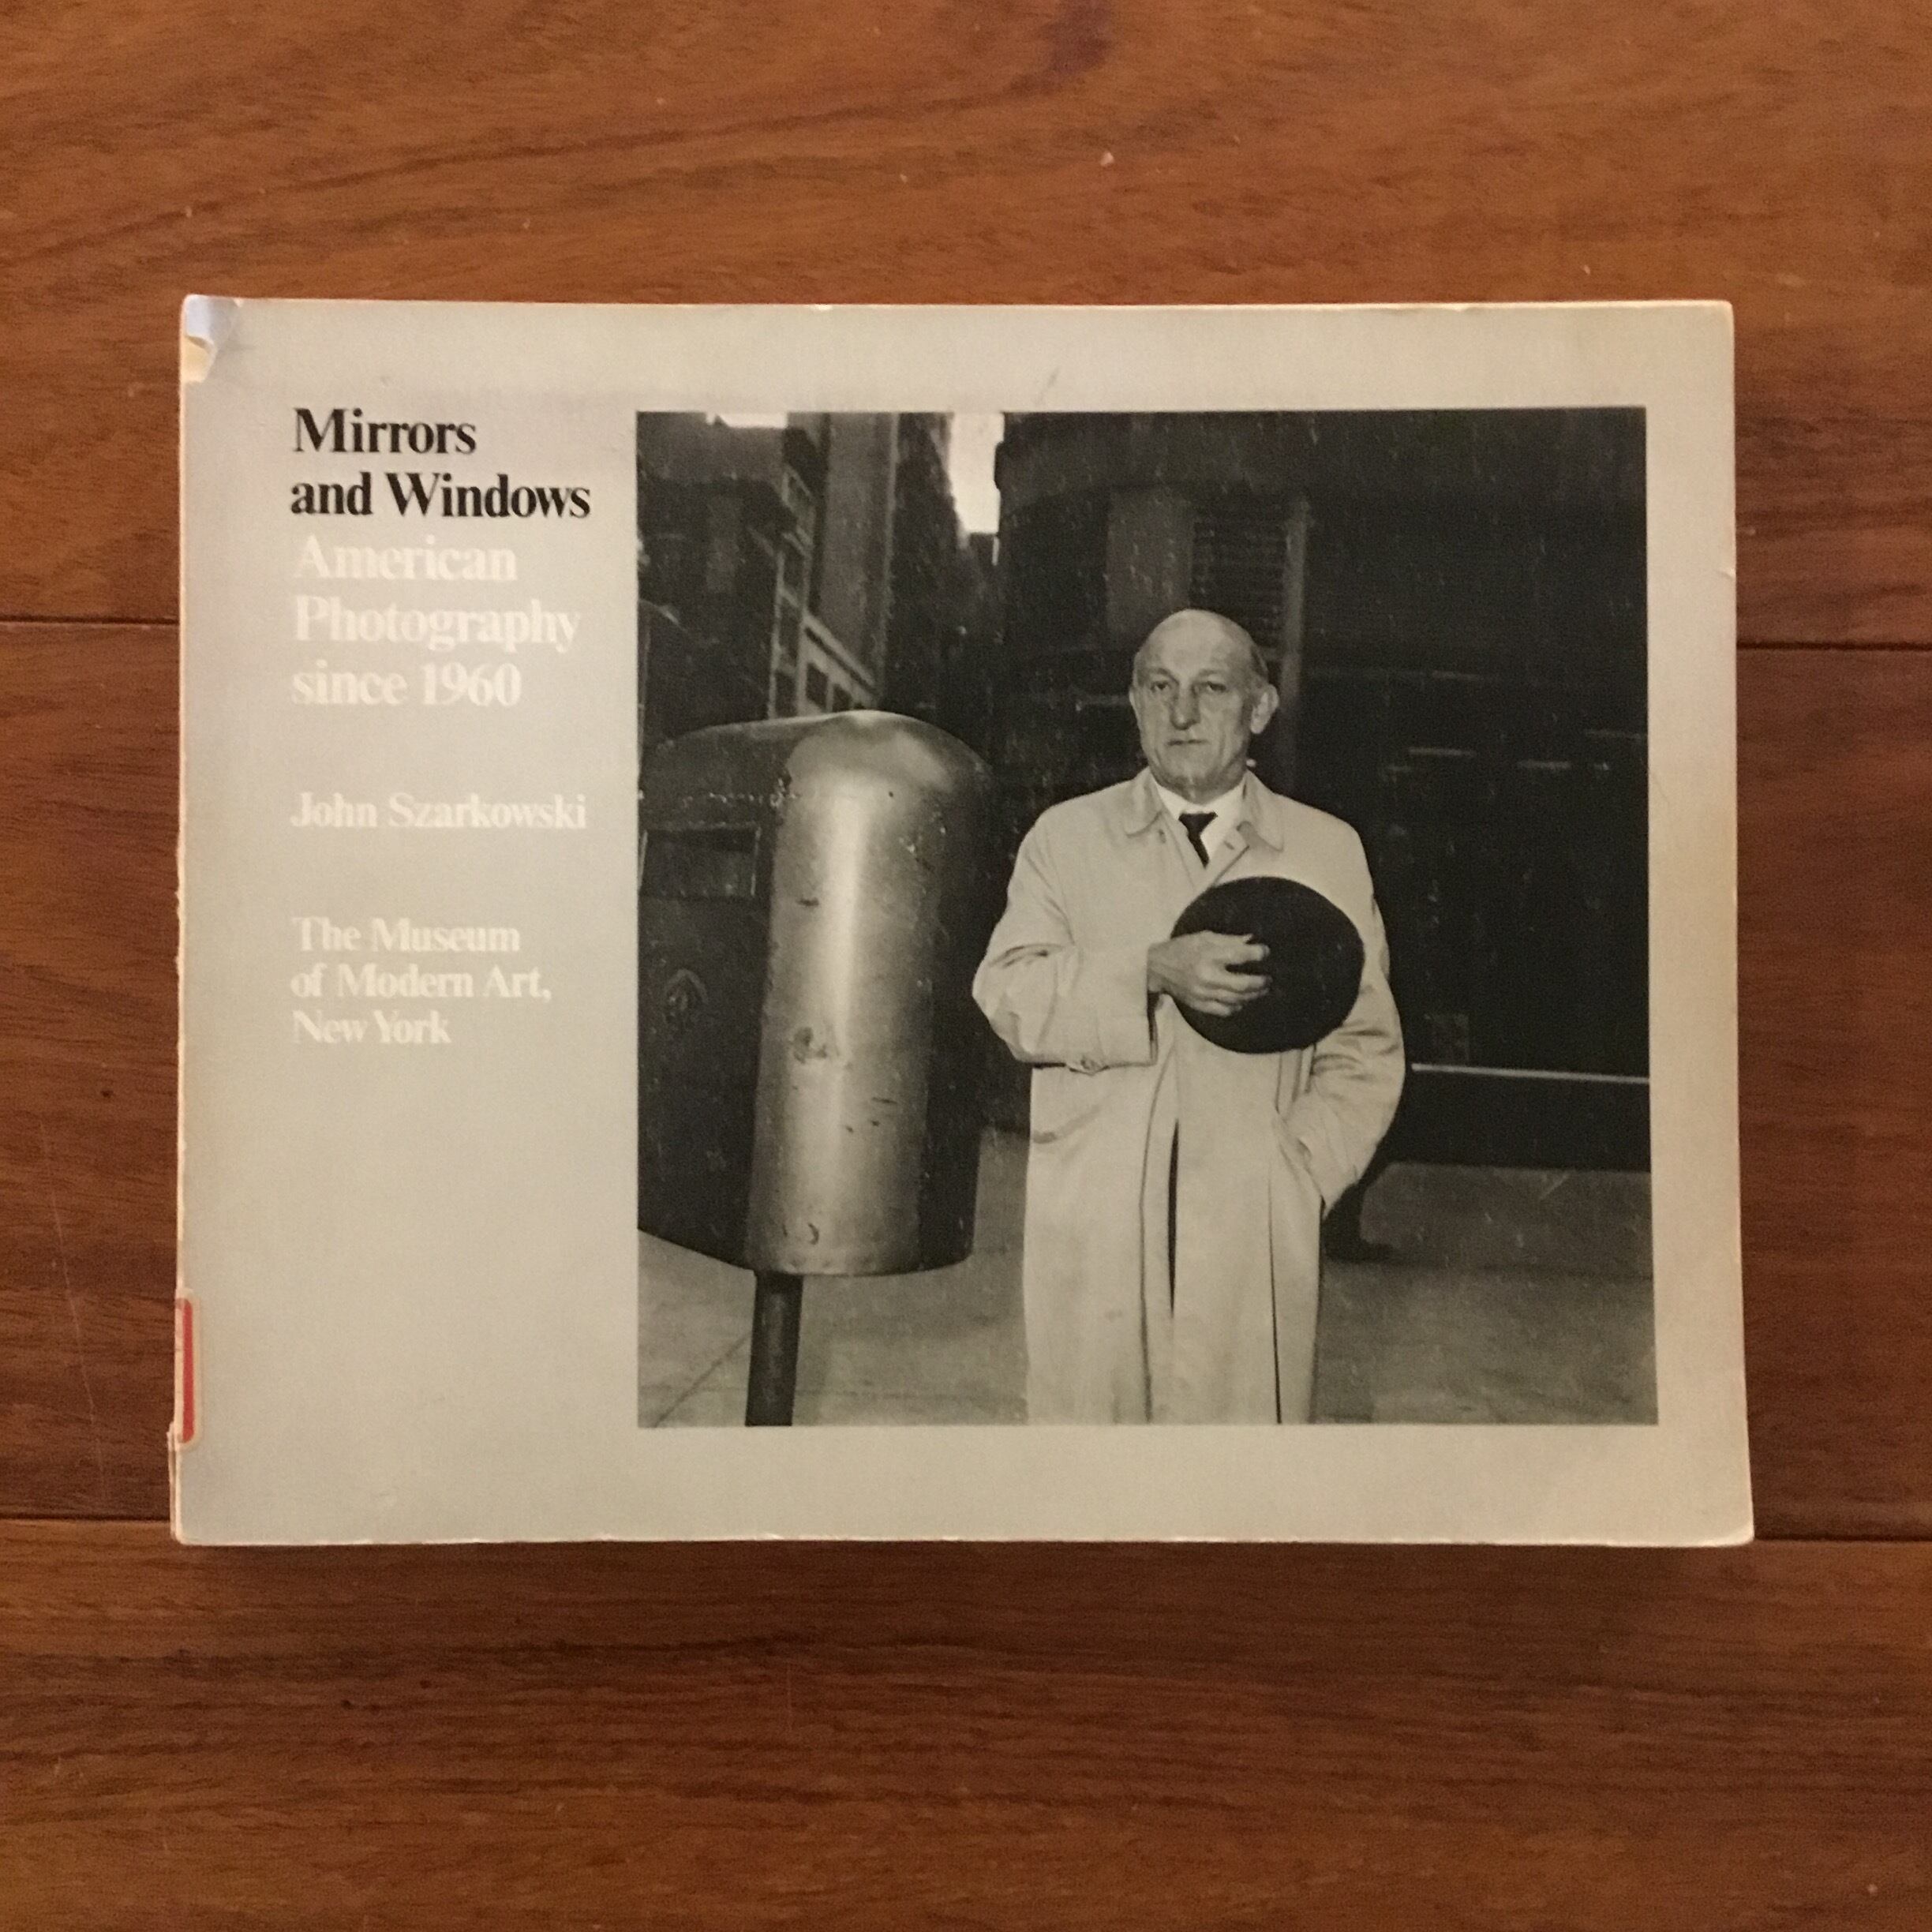 Mirrors
and Windows
American
Photography
since 1960
John Szarkowski
The Museum
of Modern Art,
New York